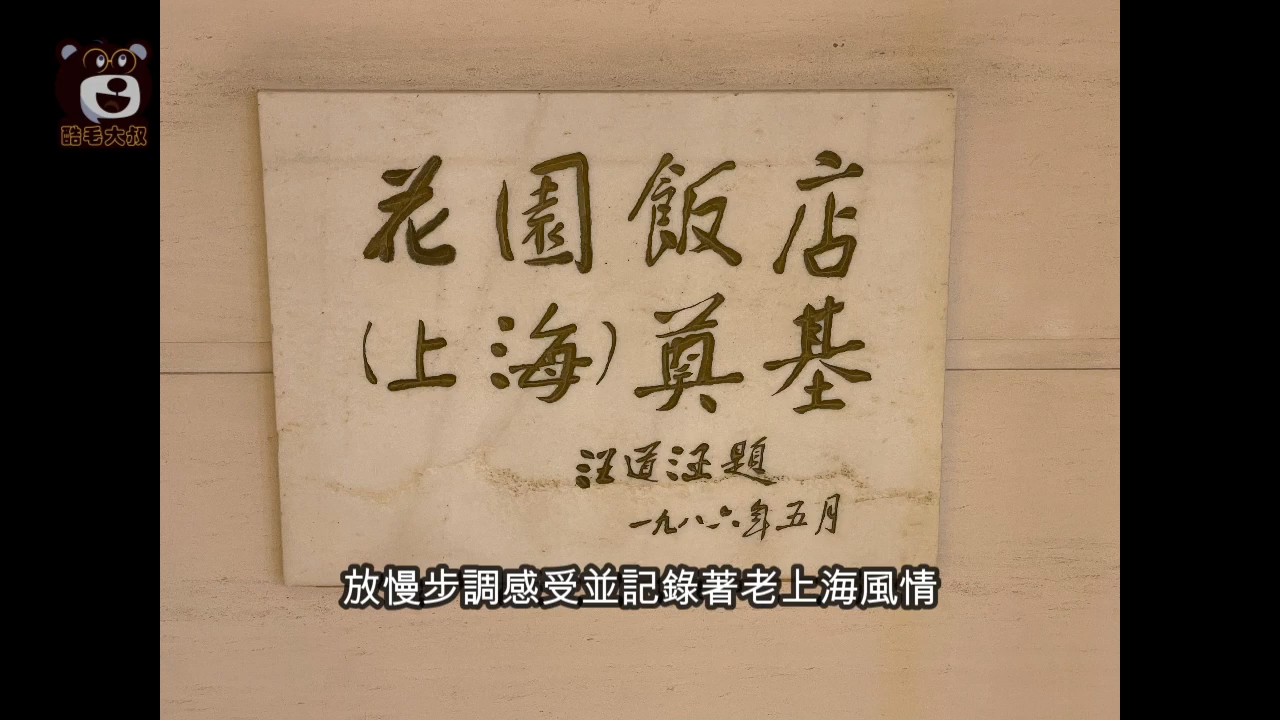 酷毛大叔
花園飯店
(上海)奠基
汪道涵題
一九八六年五月
放慢步調感受並記錄著老上海風情